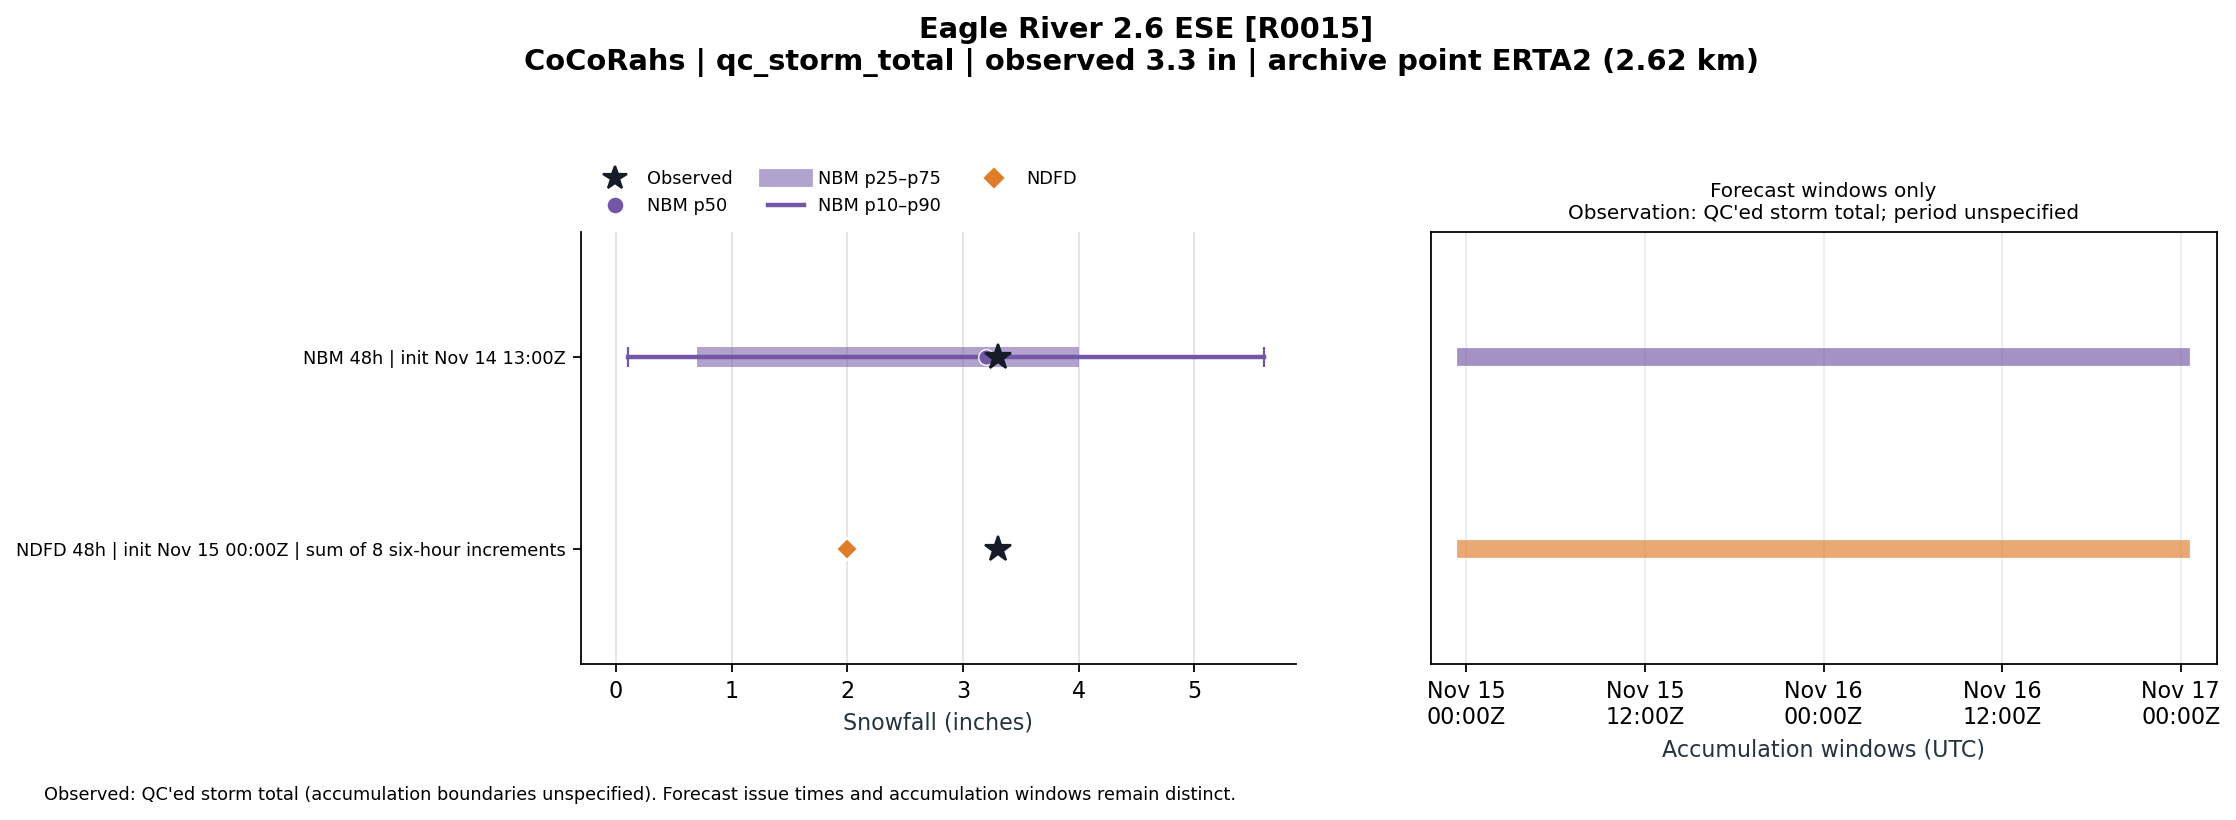 Eagle River 2.6 ESE [R0015]
CoCoRahs | qc_storm_total | observed 3.3 in | archive point ERTA2 (2.62 km)
Observed
NBM p50
NBM p25–p75
NBM p10–p90
NDFD
NBM 48h | init Nov 14 13:00Z
NDFD 48h | init Nov 15 00:00Z | sum of 8 six-hour increments
0 1 2 3 4 5
Snowfall (inches)
Forecast windows only
Observation: QC'ed storm total; period unspecified
Nov 15 Nov 15 Nov 16 Nov 16 Nov 17
00:00Z 12:00Z 00:00Z 12:00Z 00:00Z
Accumulation windows (UTC)
Observed: QC'ed storm total (accumulation boundaries unspecified). Forecast issue times and accumulation windows remain distinct.